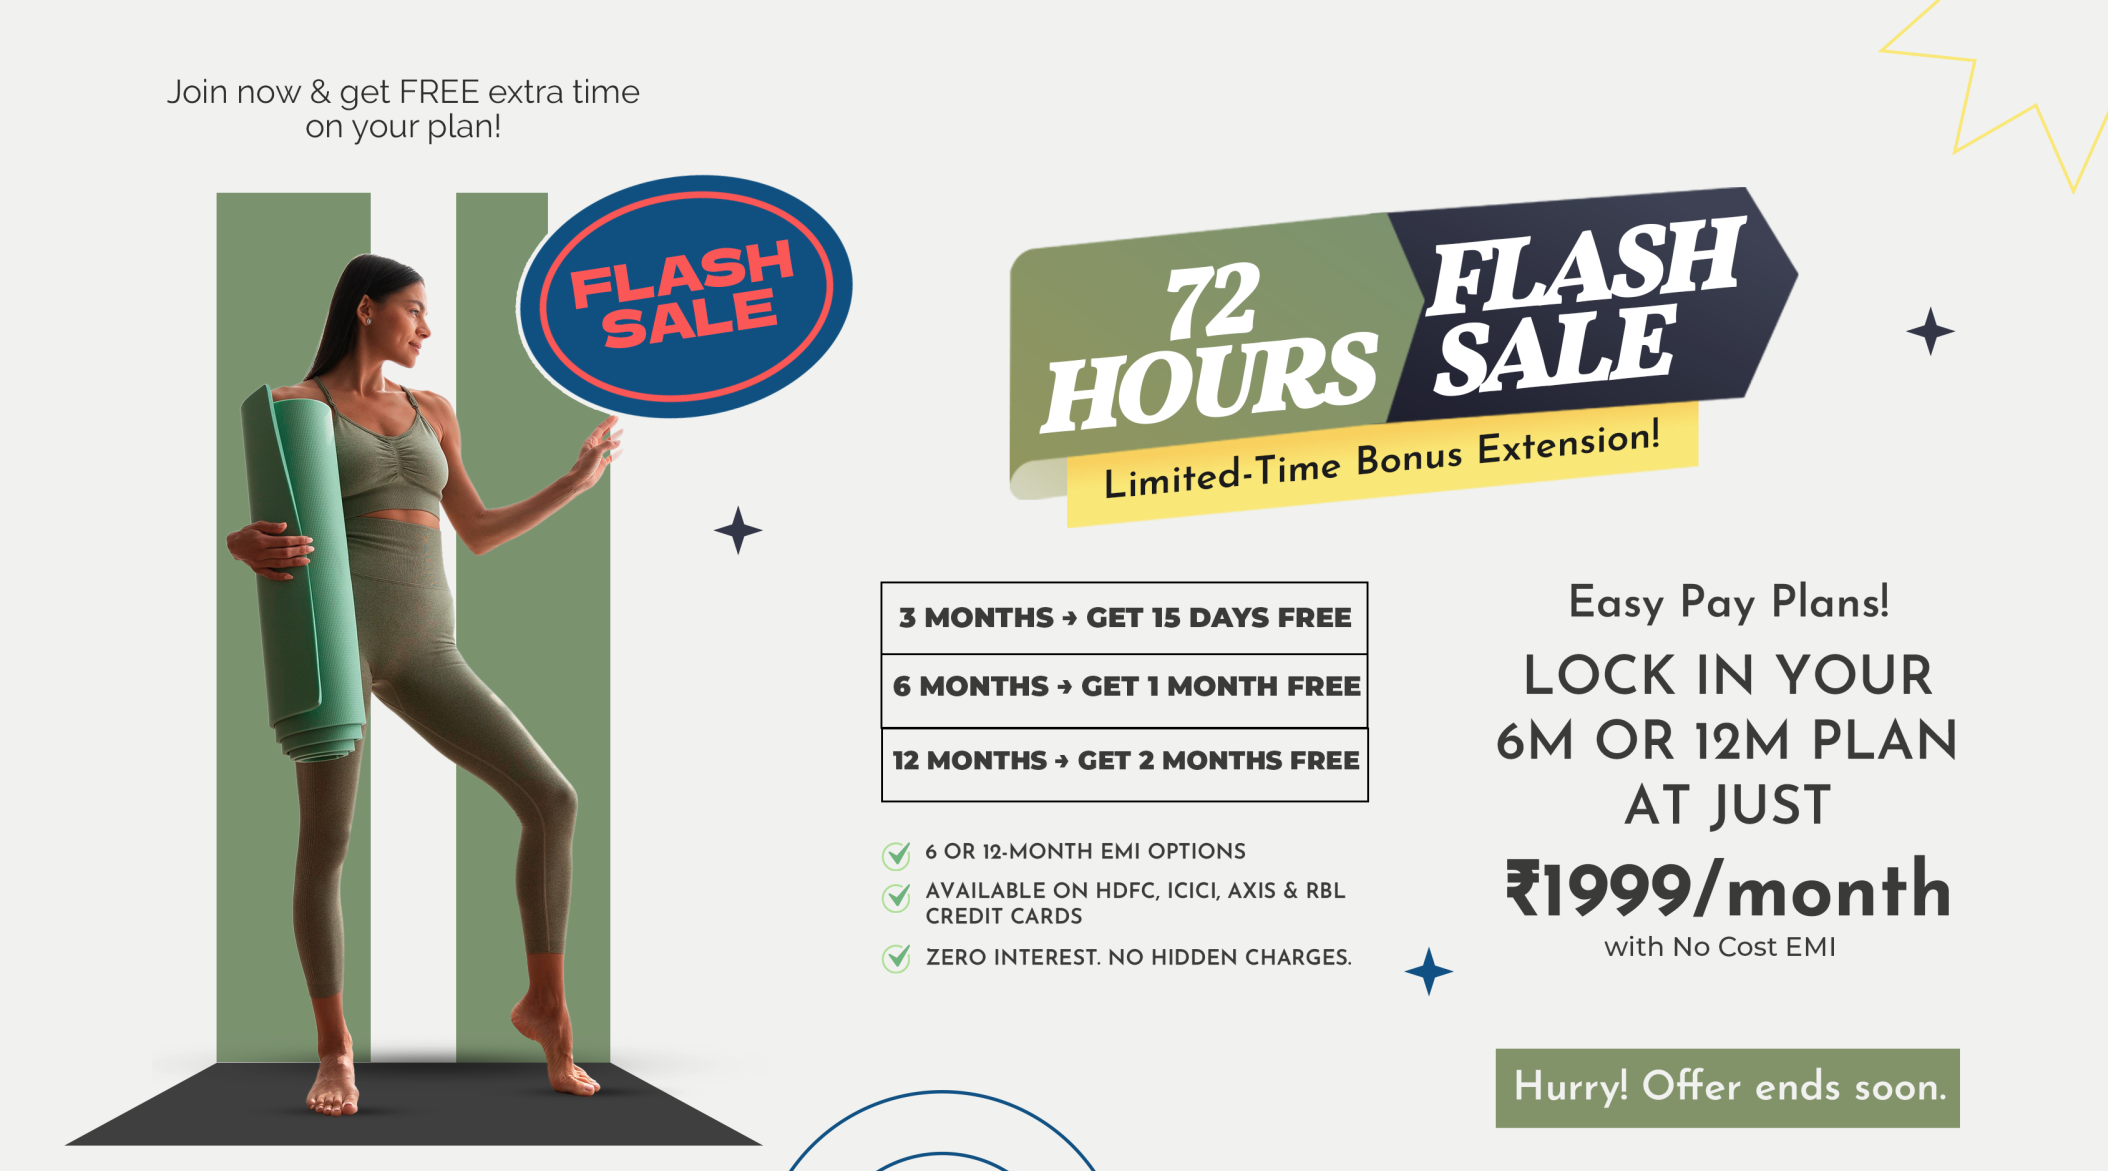 Join now & get FREE extra time
on your plan!
FLASH
SALE
72
HOURS
FLASH
SALE
Limited-Time Bonus Extension!
3 MONTHS → GET 15 DAYS FREE
6 MONTHS → GET 1 MONTH FREE
12 MONTHS → GET 2 MONTHS FREE
6 OR 12-MONTH EMI OPTIONS
AVAILABLE ON HDFC, ICICI, AXIS & RBL
CREDIT CARDS
ZERO INTEREST. NO HIDDEN CHARGES.
Easy Pay Plans!
LOCK IN YOUR
6M OR 12M PLAN
AT JUST
₹1999/month
with No Cost EMI
Hurry! Offer ends soon.